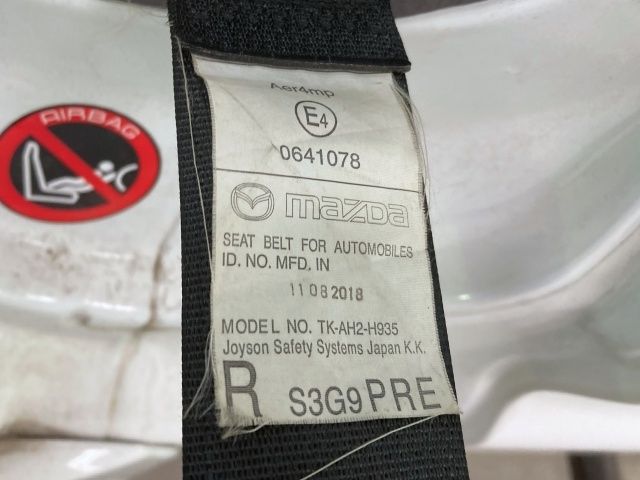 AIRBAG
Aer4mp
E4
0641078
mazda
SEAT BELT FOR AUTOMOBILES
ID. NO. MFD, IN
11 08 2018
MODEL NO. TK-AH2-H935
Joyson Safety Systems Japan K.K.
R S3G9 PRE